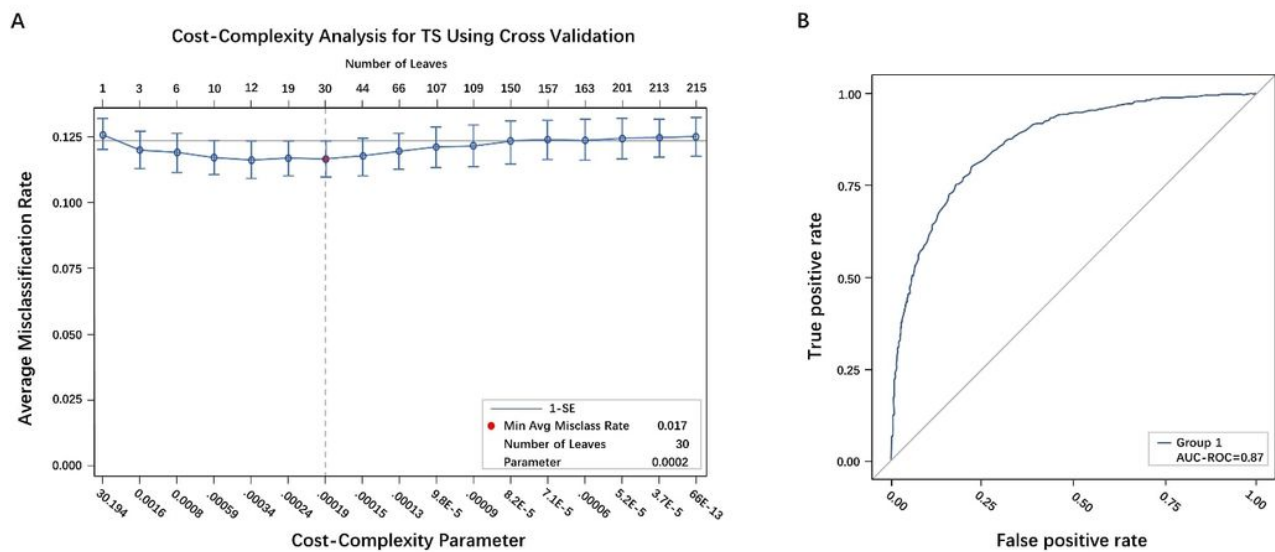 A
Cost-Complexity Analysis for TS Using Cross Validation
Number of Leaves
1 3 6 10 12 19 30 44 66 107 109 150 157 163 201 213 215
Average Misclassification Rate
0.125
0.100
0.075
0.050
0.025
0.000
1-SE
Min Avg Misclass Rate 0.017
Number of Leaves 30
Parameter 0.0002
30.194 0.0016 0.0008 .00059 .00034 .00024 .00019 .00015 .00013 9.8E-5 .00009 8.2E-5 7.1E-5 .00006 5.2E-5 3.7E-5 66E-13
Cost-Complexity Parameter
B
True positive rate
1.00
0.75
0.50
0.25
0.00
Group 1
AUC-ROC=0.87
0.00 0.25 0.50 0.75 1.00
False positive rate